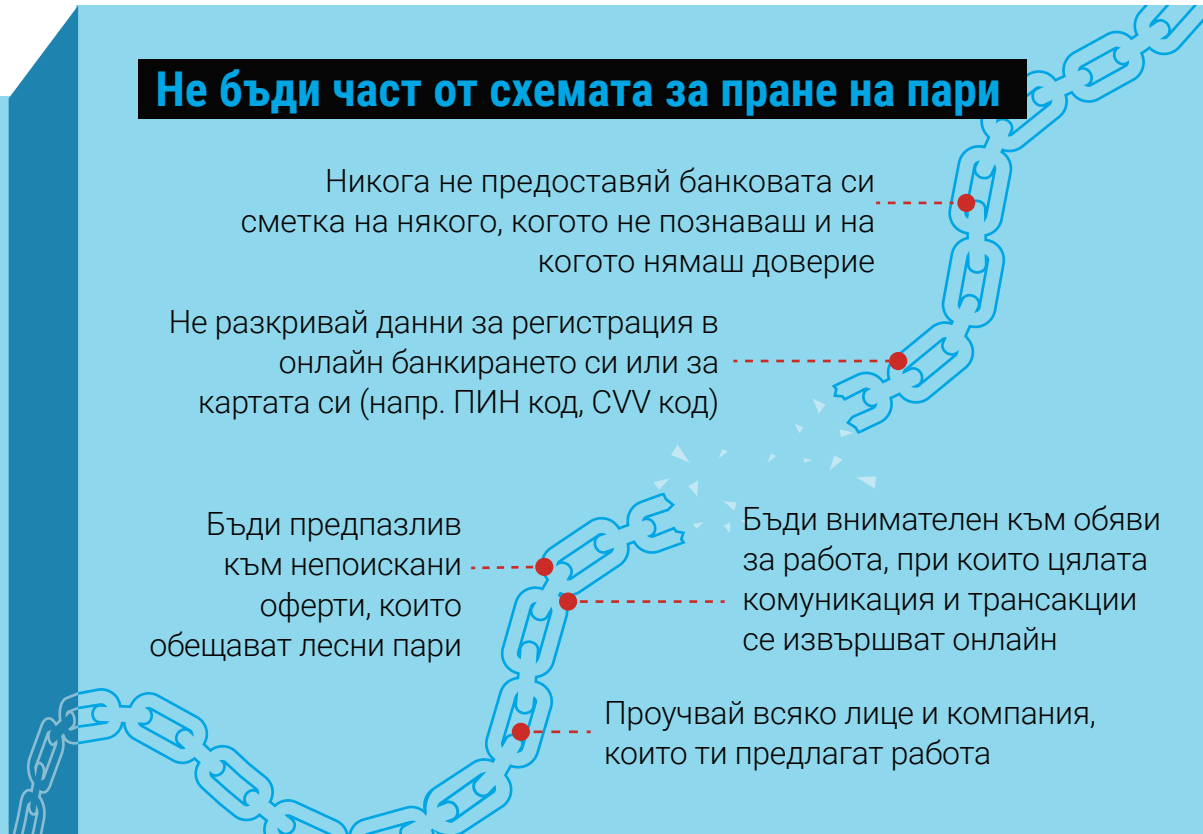 Не бъди част от схемата за пране на пари
Никога не предоставяй банковата си
сметка на някого, когото не познаваш и на
когото нямаш доверие
Не разкривай данни за регистрация в
онлайн банкирането си или за
картата си (напр. ПИН код, CVV код)
Бъди предпазлив
към непоискани
оферти, които
обещават лесни пари
Бъди внимателен към обяви
за работа, при които цялата
комуникация и трансакции
се извършват онлайн
Проучвай всяко лице и компания,
които ти предлагат работа